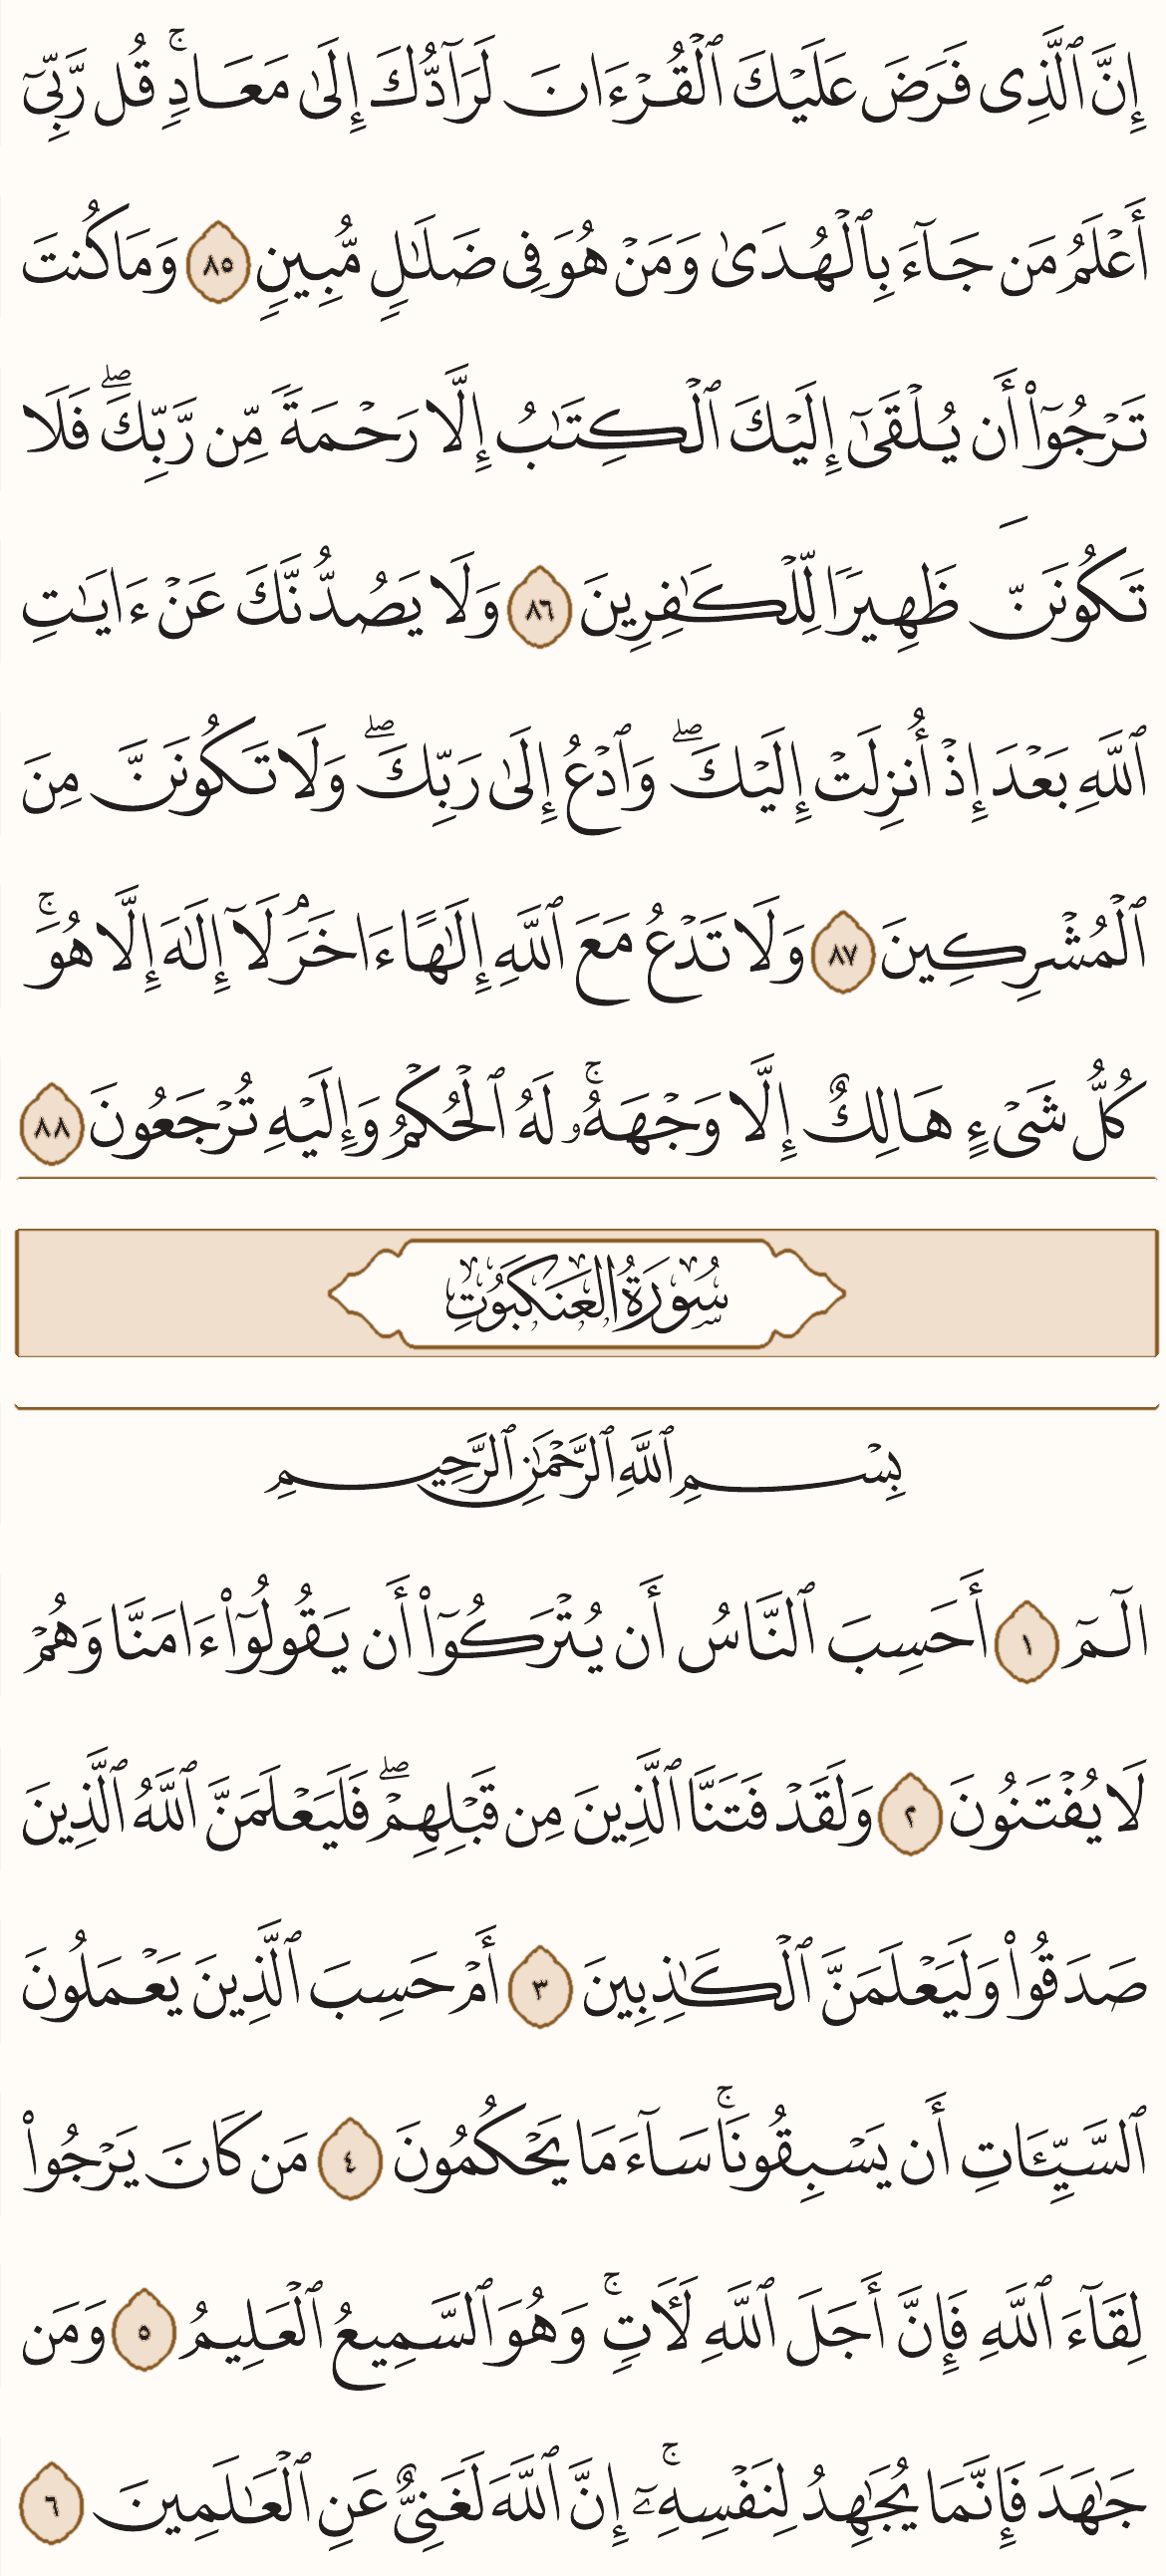 إِنَّ ٱلَّذِى فَرَضَ عَلَيْكَ ٱلْقُرْءَانَ لَرَآدُّكَ إِلَىٰ مَعَادٍۚ قُل رَّبِّىٓ
أَعْلَمُ مَن جَآءَ بِٱلْهُدَىٰ وَمَنْ هُوَ فِى ضَلَـٰلٍ مُّبِينٍ ٨٥ وَمَا كُنتَ
تَرْجُوٓا۟ أَن يُلْقَىٰٓ إِلَيْكَ ٱلْكِتَـٰبُ إِلَّا رَحْمَةً مِّن رَّبِّكَۖ فَلَا
تَكُونَنَّ ظَهِيرًا لِّلْكَـٰفِرِينَ ٨٦ وَلَا يَصُدُّنَّكَ عَنْ ءَايَـٰتِ
ٱللَّهِ بَعْدَ إِذْ أُنزِلَتْ إِلَيْكَۖ وَٱدْعُ إِلَىٰ رَبِّكَۖ وَلَا تَكُونَنَّ مِنَ
ٱلْمُشْرِكِينَ ٨٧ وَلَا تَدْعُ مَعَ ٱللَّهِ إِلَـٰهًا ءَاخَرَۘ لَآ إِلَـٰهَ إِلَّا هُوَۚ
كُلُّ شَىْءٍ هَالِكٌ إِلَّا وَجْهَهُۥۚ لَهُ ٱلْحُكْمُ وَإِلَيْهِ تُرْجَعُونَ ٨٨
سُورَةُ العَنكَبُوتِ
بِسْمِ ٱللَّهِ ٱلرَّحْمَـٰنِ ٱلرَّحِيمِ
الٓمٓ ١ أَحَسِبَ ٱلنَّاسُ أَن يُتْرَكُوٓا۟ أَن يَقُولُوٓا۟ ءَامَنَّا وَهُمْ
لَا يُفْتَنُونَ ٢ وَلَقَدْ فَتَنَّا ٱلَّذِينَ مِن قَبْلِهِمْۖ فَلَيَعْلَمَنَّ ٱللَّهُ ٱلَّذِينَ
صَدَقُوا۟ وَلَيَعْلَمَنَّ ٱلْكَـٰذِبِينَ ٣ أَمْ حَسِبَ ٱلَّذِينَ يَعْمَلُونَ
ٱلسَّيِّـَٔاتِ أَن يَسْبِقُونَاۚ سَآءَ مَا يَحْكُمُونَ ٤ مَن كَانَ يَرْجُوا۟
لِقَآءَ ٱللَّهِ فَإِنَّ أَجَلَ ٱللَّهِ لَـَٔاتٍۚ وَهُوَ ٱلسَّمِيعُ ٱلْعَلِيمُ ٥ وَمَن
جَـٰهَدَ فَإِنَّمَا يُجَـٰهِدُ لِنَفْسِهِۦٓۚ إِنَّ ٱللَّهَ لَغَنِىٌّ عَنِ ٱلْعَـٰلَمِينَ ٦